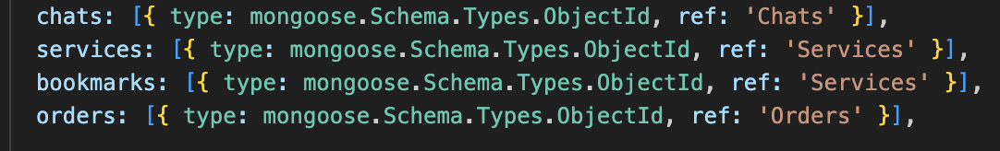 chats: [{ type: mongoose.Schema.Types.ObjectId, ref: 'Chats' }],
services: [{ type: mongoose.Schema.Types.ObjectId, ref: 'Services' }],
bookmarks: [{ type: mongoose.Schema.Types.ObjectId, ref: 'Services' }],
orders: [{ type: mongoose.Schema.Types.ObjectId, ref: 'Orders' }],